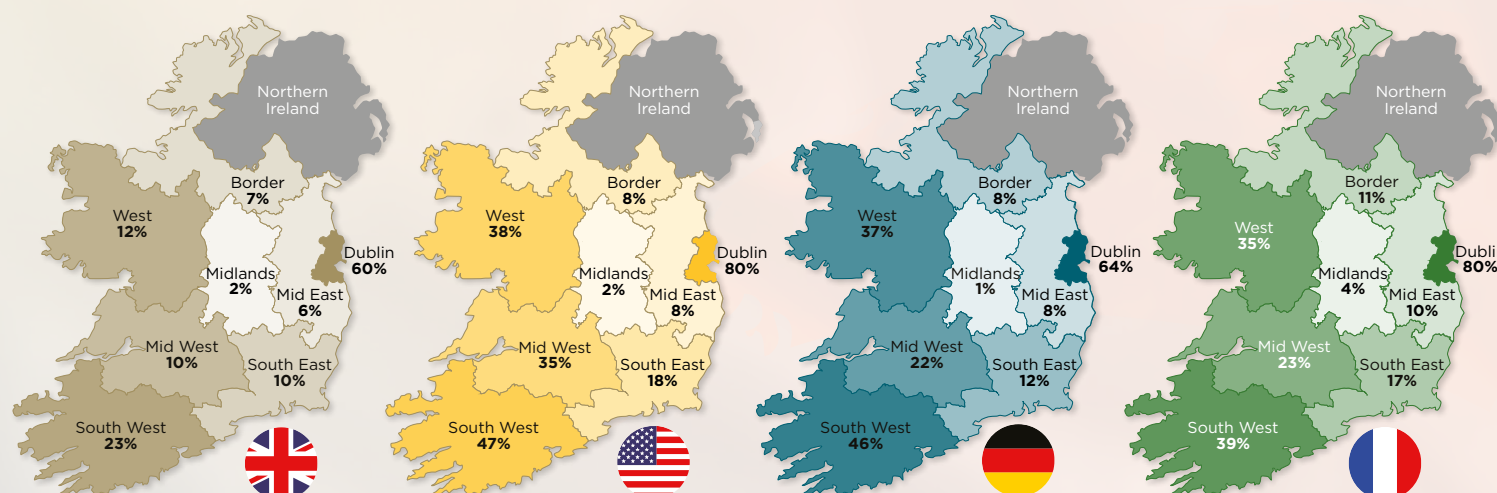 Northern
Ireland
Border
7%
West
12%
Dublin
60%
Midlands
2%
Mid East
6%
Mid West
10%
South East
10%
South West
23%
Northern
Ireland
Border
8%
West
38%
Dublin
80%
Midlands
2%
Mid East
8%
Mid West
35%
South East
18%
South West
47%
Northern
Ireland
Border
8%
West
37%
Dublin
64%
Midlands
1%
Mid East
8%
Mid West
22%
South East
12%
South West
46%
Northern
Ireland
Border
11%
West
35%
Dubli
80%
Midlands
4%
Mid East
10%
Mid West
23%
South East
17%
South West
39%